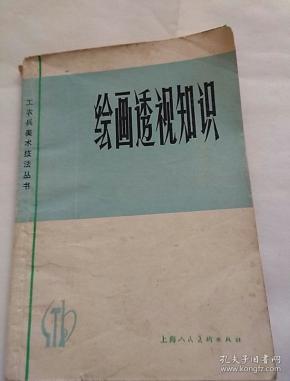 绘画透视知识
工农兵美术技法丛书
上海人民美术出版社
孔夫子旧书网